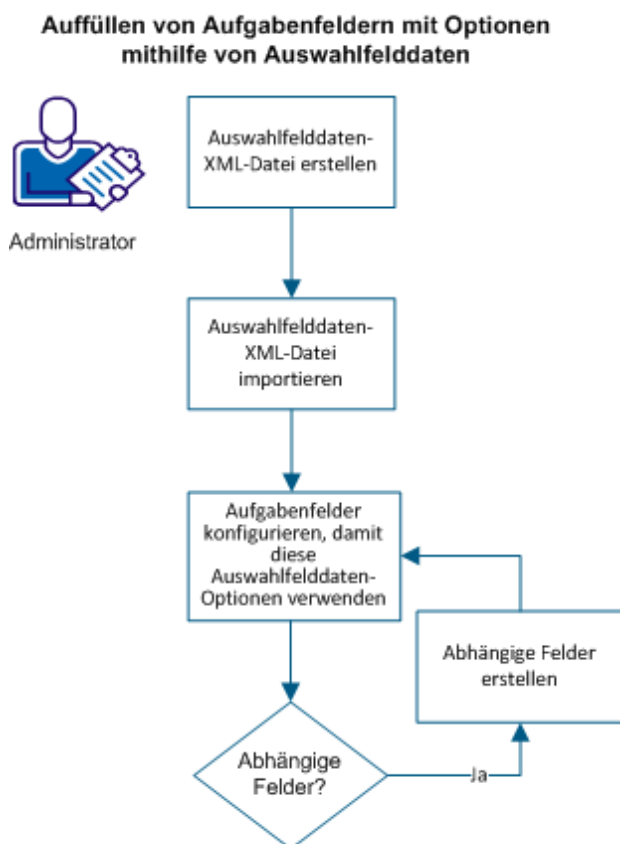 Auffüllen von Aufgabenfeldern mit Optionen
mithilfe von Auswahlfelddaten
Administrator
Auswahlfelddaten-
XML-Datei erstellen
Auswahlfelddaten-
XML-Datei
importieren
Aufgabenfelder
konfigurieren, damit
diese
Auswahlfelddaten-
Optionen verwenden
Abhängige Felder
erstellen
Abhängige
Felder?
Ja